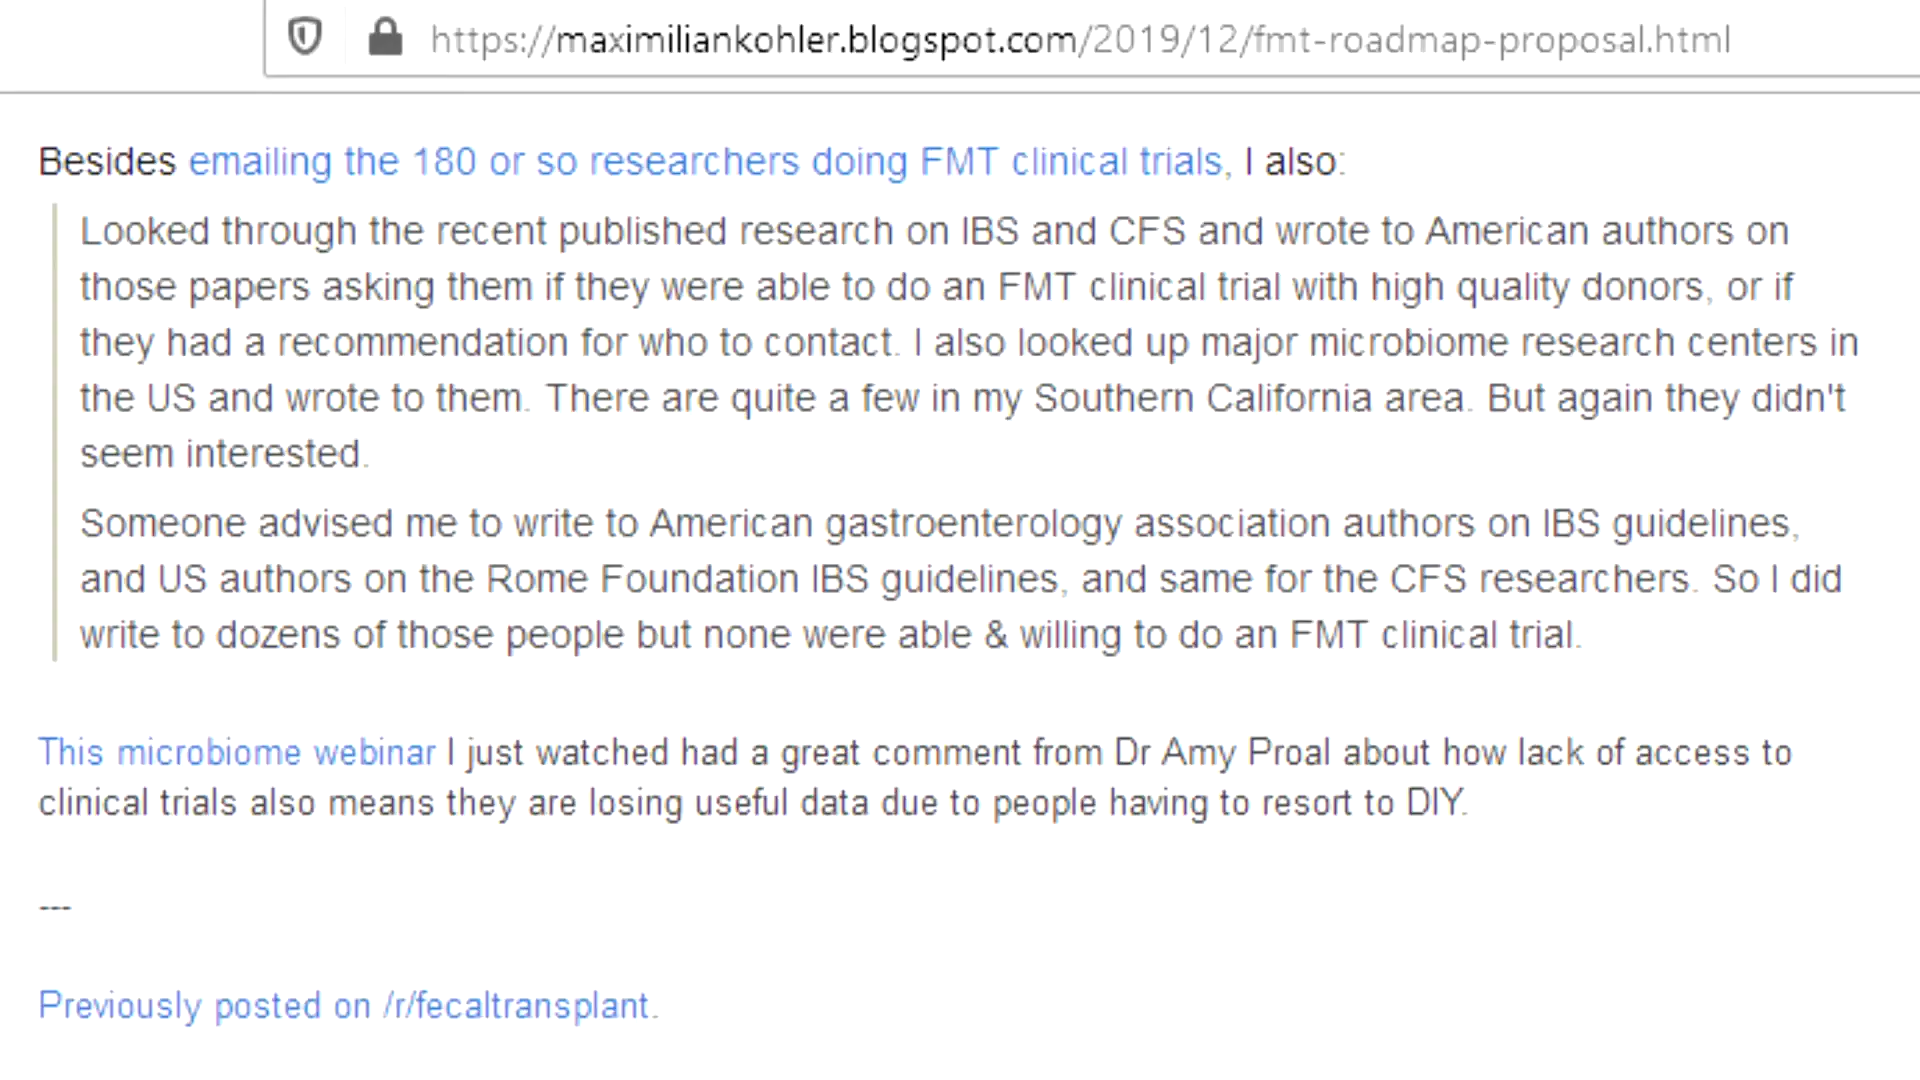 https://maximiliankohler.blogspot.com/2019/12/fmt-roadmap-proposal.html
Besides emailing the 180 or so researchers doing FMT clinical trials, I also:
Looked through the recent published research on IBS and CFS and wrote to American authors on
those papers asking them if they were able to do an FMT clinical trial with high quality donors, or if
they had a recommendation for who to contact. I also looked up major microbiome research centers in
the US and wrote to them. There are quite a few in my Southern California area. But again they didn't
seem interested.
Someone advised me to write to American gastroenterology association authors on IBS guidelines,
and US authors on the Rome Foundation IBS guidelines, and same for the CFS researchers. So I did
write to dozens of those people but none were able & willing to do an FMT clinical trial.
This microbiome webinar I just watched had a great comment from Dr Amy Proal about how lack of access to
clinical trials also means they are losing useful data due to people having to resort to DIY.
---
Previously posted on /r/fecaltransplant.